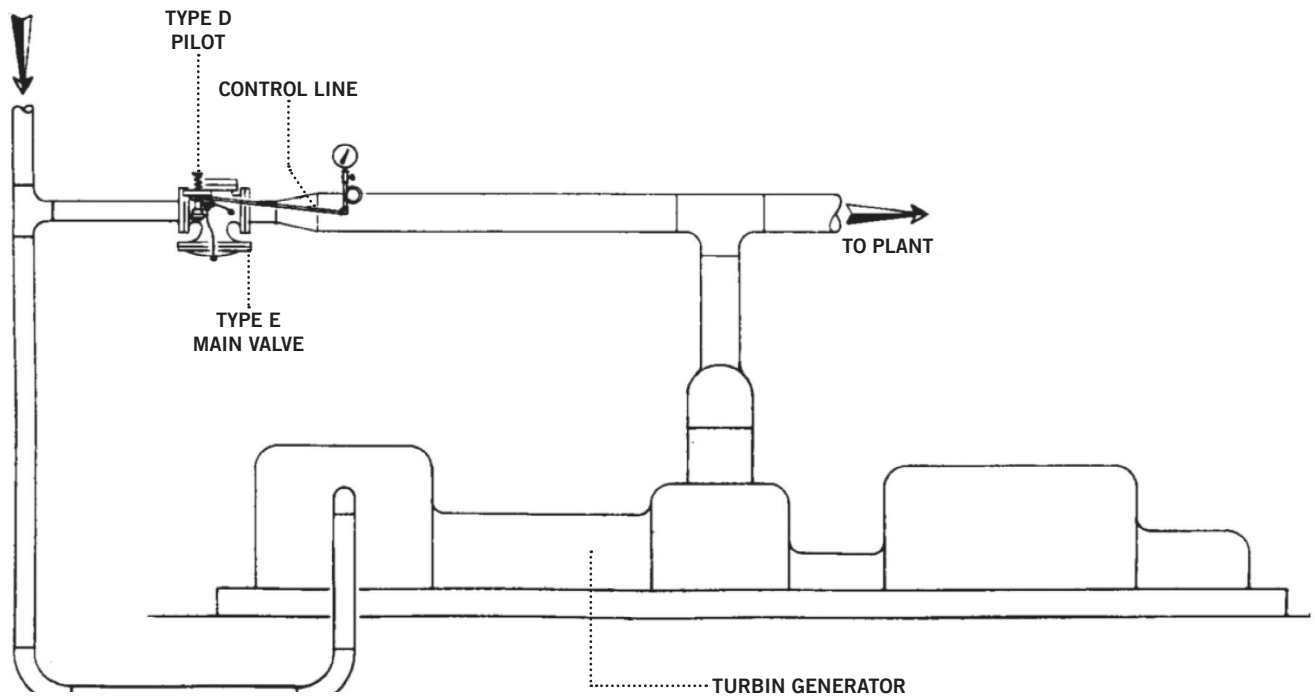 TYPE D
PILOT
CONTROL LINE
TO PLANT
TYPE E
MAIN VALVE
TURBIN GENERATOR